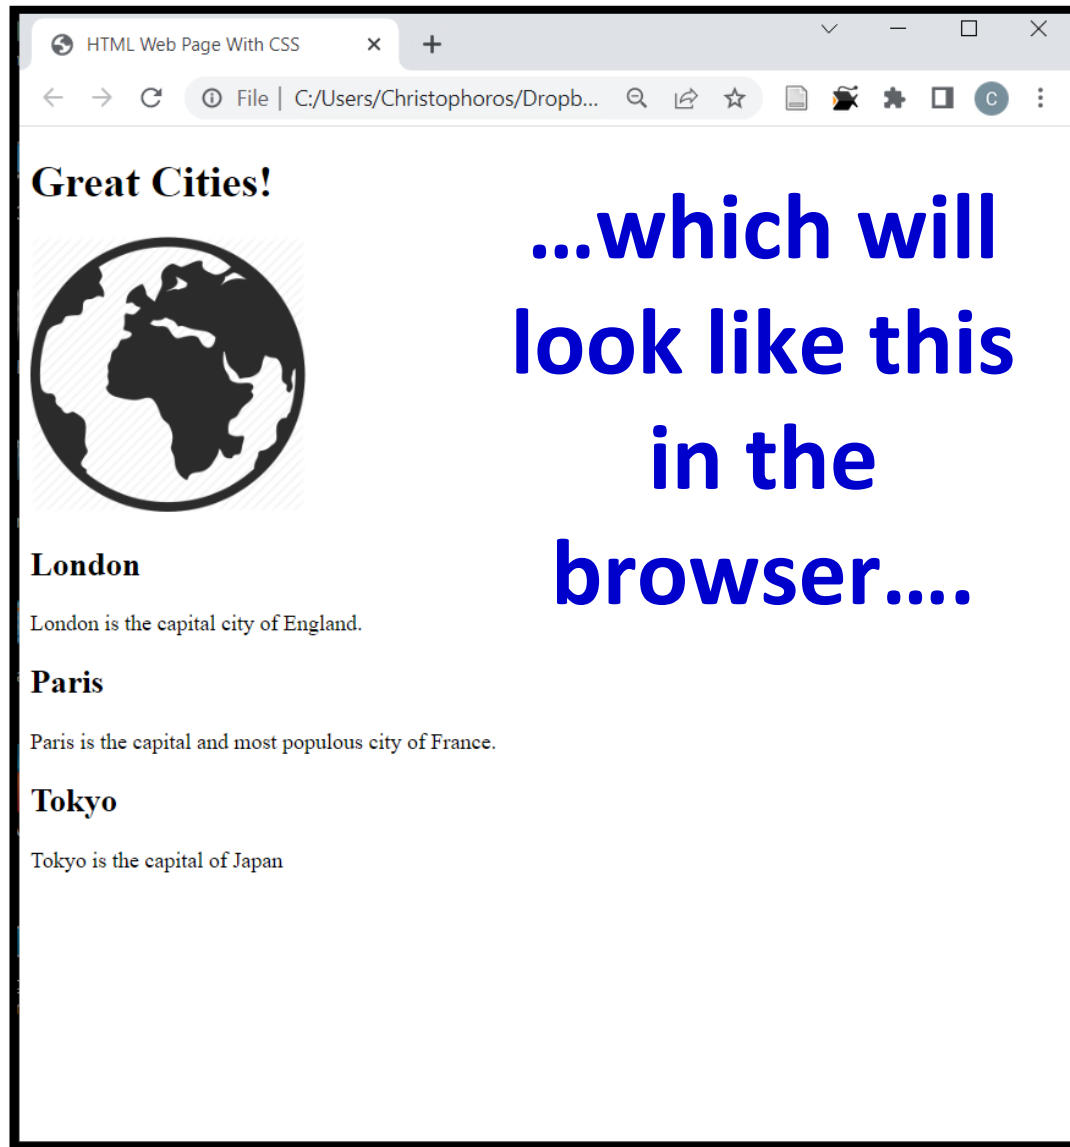 HTML Web Page With CSS
File | C:/Users/Christophoros/Dropb...
C
Great Cities!
...which will
look like this
in the
browser....
London
London is the capital city of England.
Paris
Paris is the capital and most populous city of France.
Tokyo
Tokyo is the capital of Japan